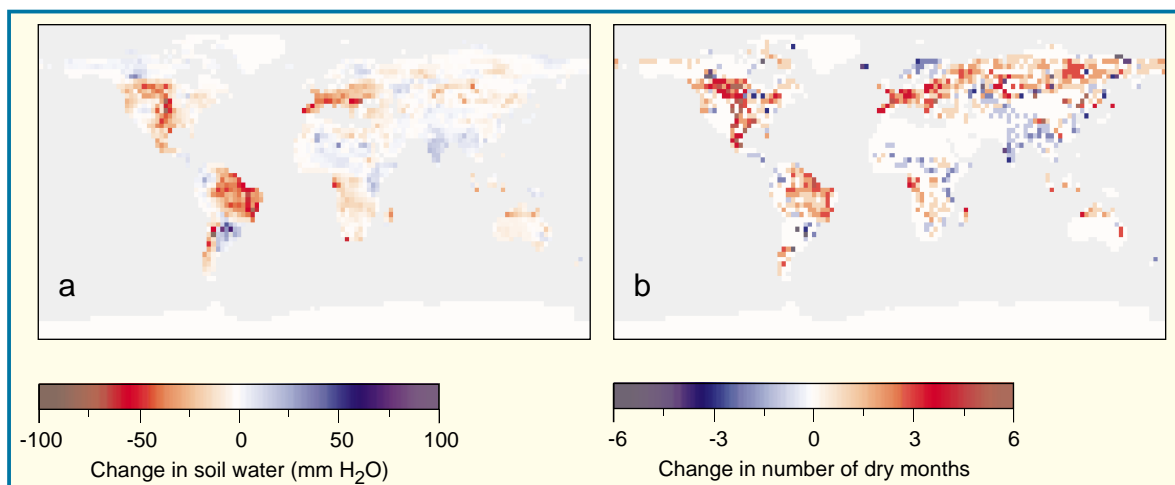 a
b
-100 -50 0 50 100
Change in soil water (mm H₂O)
-6 -3 0 3 6
Change in number of dry months